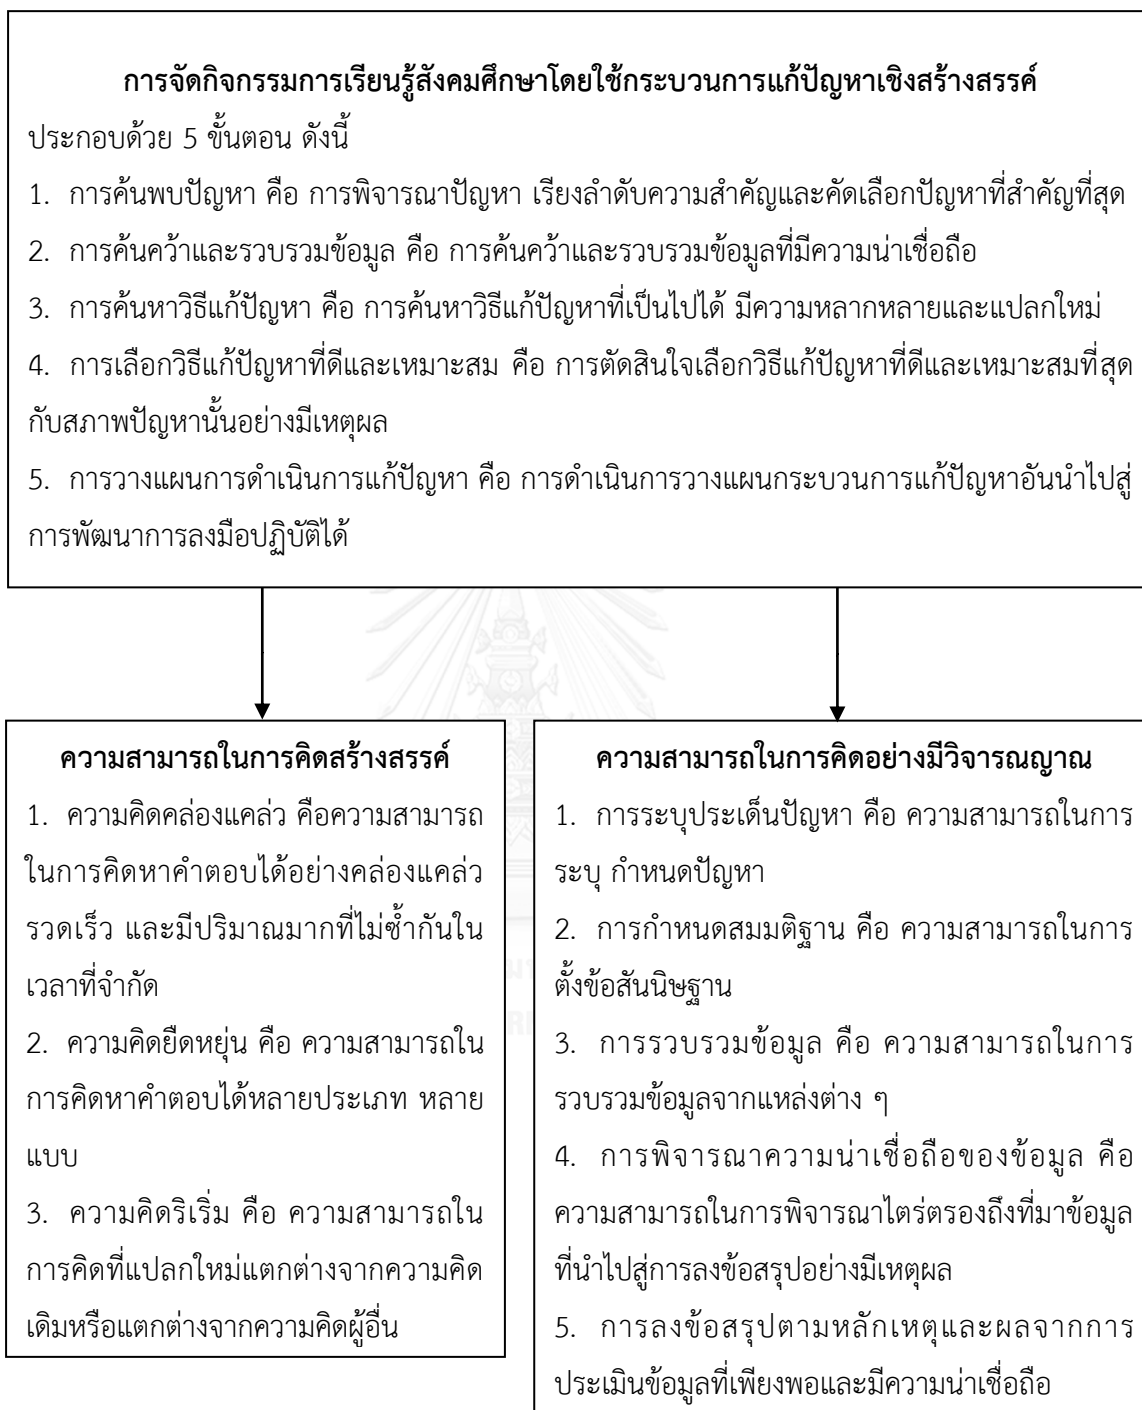 การจัดกิจกรรมการเรียนรู้สังคมศึกษาโดยใช้กระบวนการแก้ปัญหาเชิงสร้างสรรค์
ประกอบด้วย 5 ขั้นตอน ดังนี้
1. การค้นพบปัญหา คือ การพิจารณาปัญหา เรียงลำดับความสำคัญและคัดเลือกปัญหาที่สำคัญที่สุด
2. การค้นคว้าและรวบรวมข้อมูล คือ การค้นคว้าและรวบรวมข้อมูลที่มีความน่าเชื่อถือ
3. การค้นหาวิธีแก้ปัญหา คือ การค้นหาวิธีแก้ปัญหาที่เป็นไปได้ มีความหลากหลายและแปลกใหม่
4. การเลือกวิธีแก้ปัญหาที่ดีและเหมาะสม คือ การตัดสินใจเลือกวิธีแก้ปัญหาที่ดีและเหมาะสมที่สุด
กับสภาพปัญหานั้นอย่างมีเหตุผล
5. การวางแผนการดำเนินการแก้ปัญหา คือ การดำเนินการวางแผนกระบวนการแก้ปัญหาอันนำไปสู่
การพัฒนาการลงมือปฏิบัติได้
ความสามารถในการคิดสร้างสรรค์
1. ความคิดคล่องแคล่ว คือความสามารถ
ในการคิดหาคำตอบได้อย่างคล่องแคล่ว
รวดเร็ว และมีปริมาณมากที่ไม่ซ้ำกันใน
เวลาที่จำกัด
2. ความคิดยืดหยุ่น คือ ความสามารถใน
การคิดหาคำตอบได้หลายประเภท หลาย
แบบ
3. ความคิดริเริ่ม คือ ความสามารถใน
การคิดที่แปลกใหม่แตกต่างจากความคิด
เดิมหรือแตกต่างจากความคิดผู้อื่น
ความสามารถในการคิดอย่างมีวิจารณญาณ
1. การระบุประเด็นปัญหา คือ ความสามารถในการ
ระบุ กำหนดปัญหา
2. การกำหนดสมมติฐาน คือ ความสามารถในการ
ตั้งข้อสันนิษฐาน
3. การรวบรวมข้อมูล คือ ความสามารถในการ
รวบรวมข้อมูลจากแหล่งต่าง ๆ
4. การพิจารณาความน่าเชื่อถือของข้อมูล คือ
ความสามารถในการพิจารณาไตร่ตรองถึงที่มาข้อมูล
ที่นำไปสู่การลงข้อสรุปอย่างมีเหตุผล
5. การลงข้อสรุปตามหลักเหตุและผลจากการ
ประเมินข้อมูลที่เพียงพอและมีความน่าเชื่อถือ